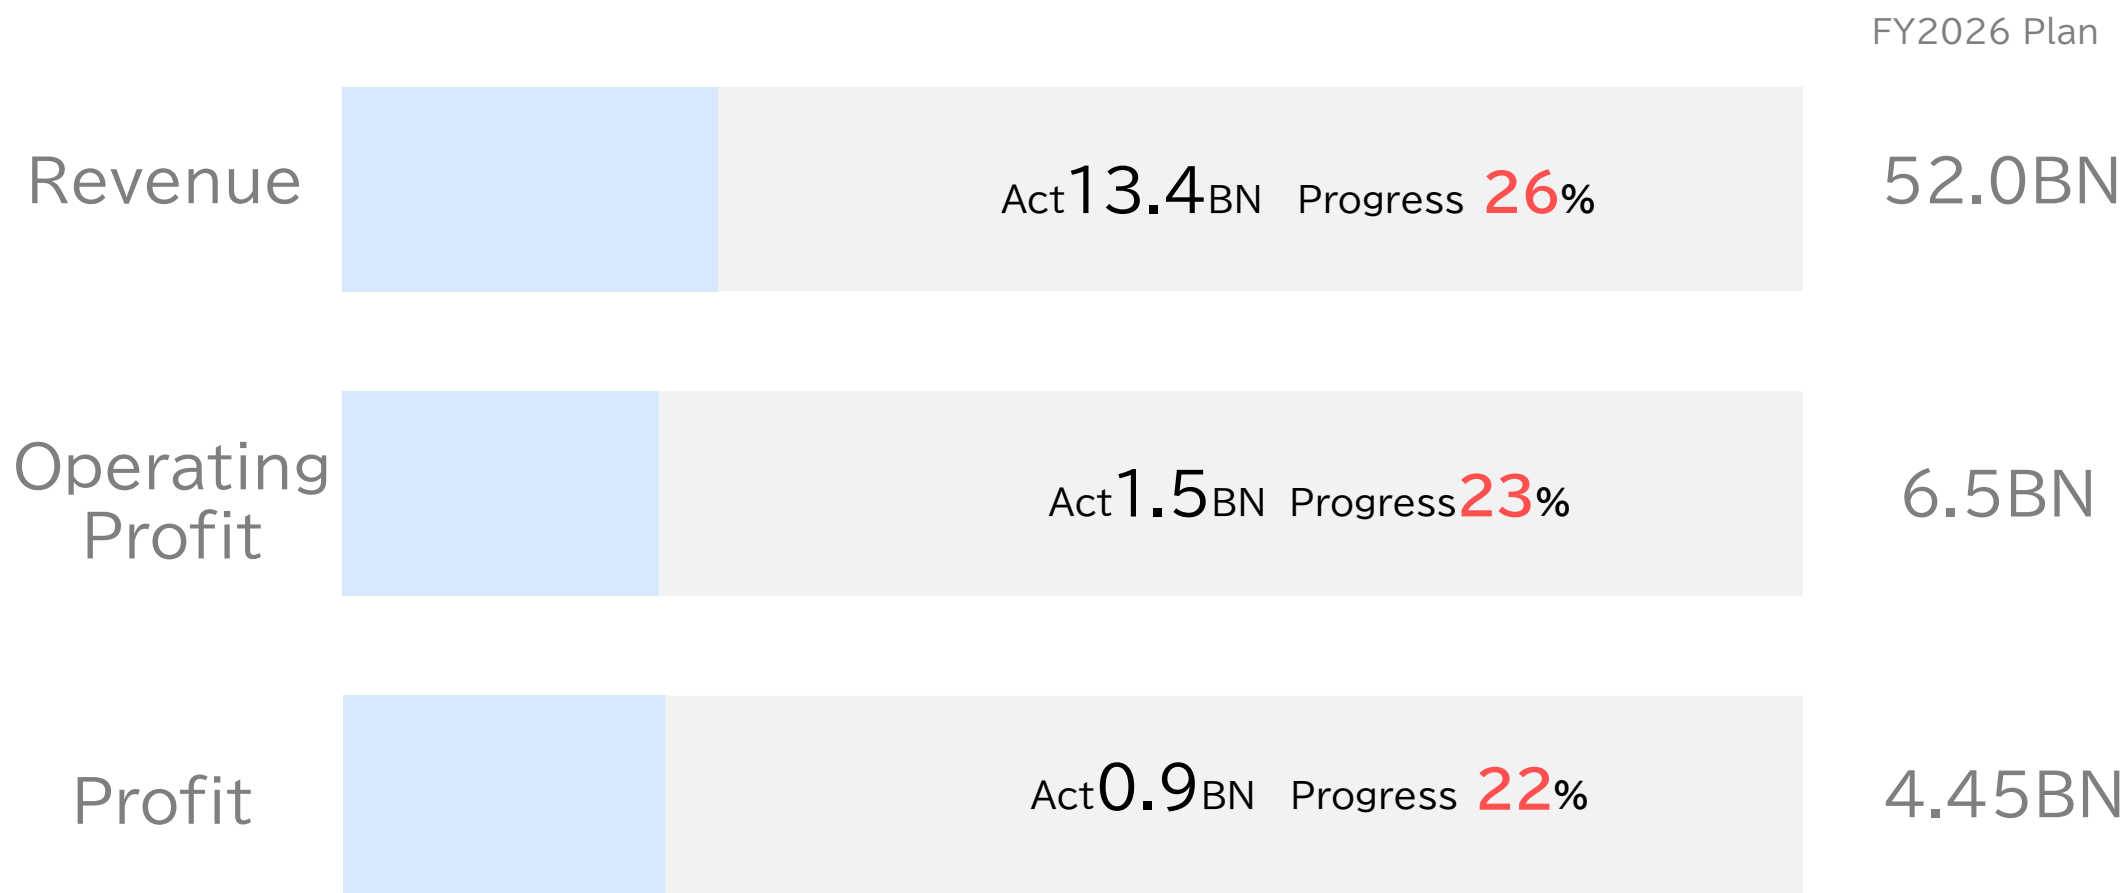 FY2026 Plan
Revenue
Act13.4BN Progress 26%
52.0BN
Operating
Profit
Act1.5BN Progress23%
6.5BN
Profit
Act0.9BN Progress 22%
4.45BN